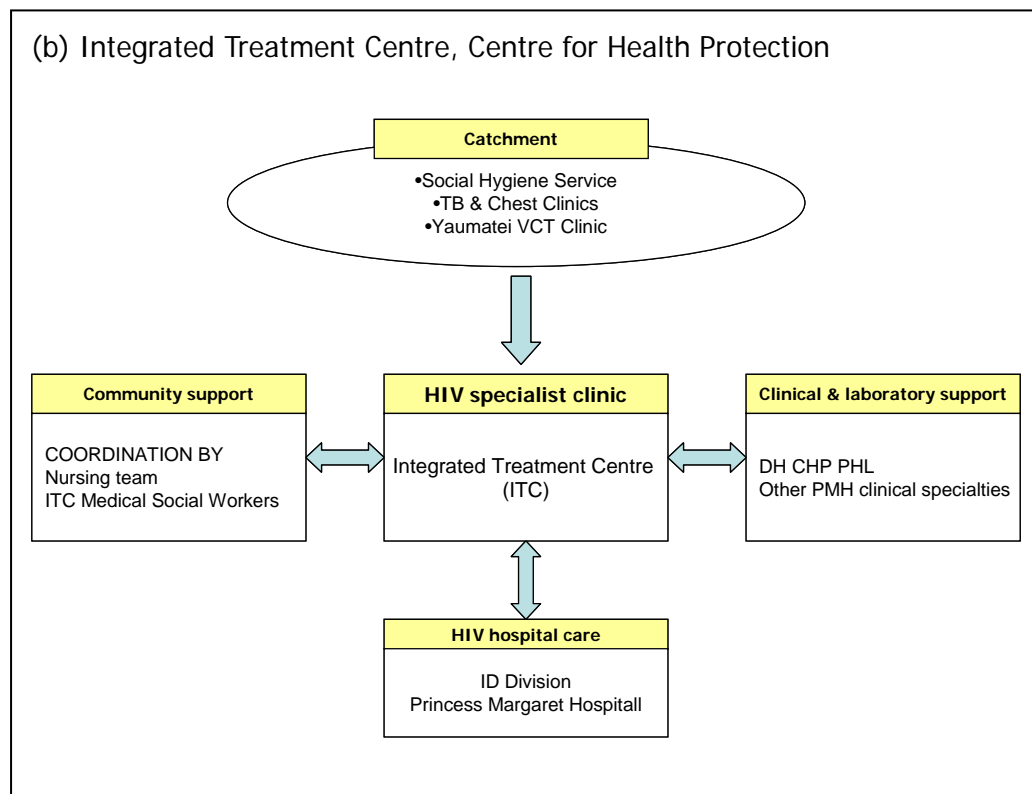 (b) Integrated Treatment Centre, Centre for Health Protection
Catchment
•Social Hygiene Service
•TB & Chest Clinics
•Yaumatei VCT Clinic
Community support
COORDINATION BY
Nursing team
ITC Medical Social Workers
HIV specialist clinic
Integrated Treatment Centre
(ITC)
Clinical & laboratory support
DH CHP PHL
Other PMH clinical specialties
HIV hospital care
ID Division
Princess Margaret Hospitall